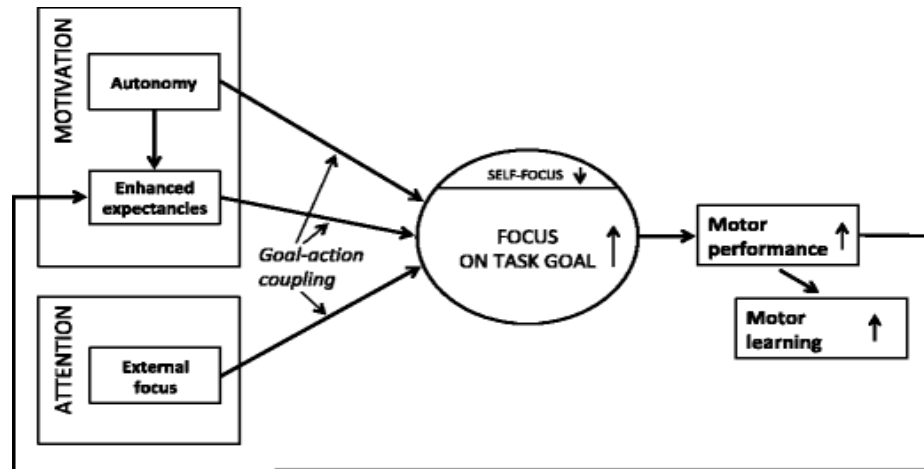 MOTIVATION
Autonomy
Enhanced
expectancies
Goal-action
coupling
ATTENTION
External
focus
SELF-FOCUS
FOCUS
ON TASK GOAL
Motor
performance
Motor
learning